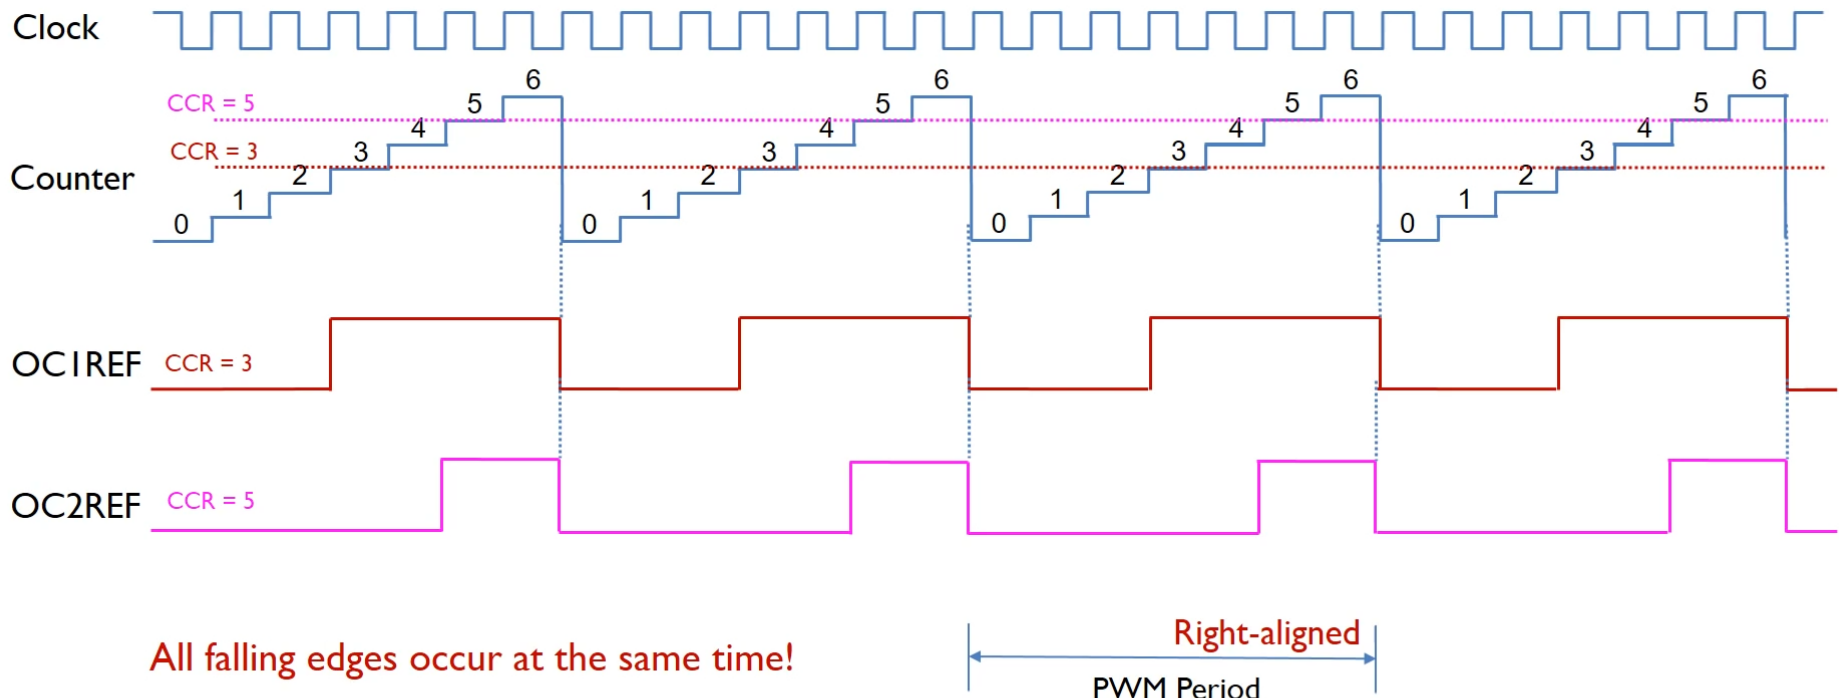 Clock
CCR = 5
6 6 6 6
5 5 5 5
4 4 4 4
CCR = 3
3 3 3 3
Counter
2 2 2 2
1 1 1 1
0 0 0 0
OC1REF CCR = 3
OC2REF CCR = 5
All falling edges occur at the same time!
Right-aligned
PWM Period